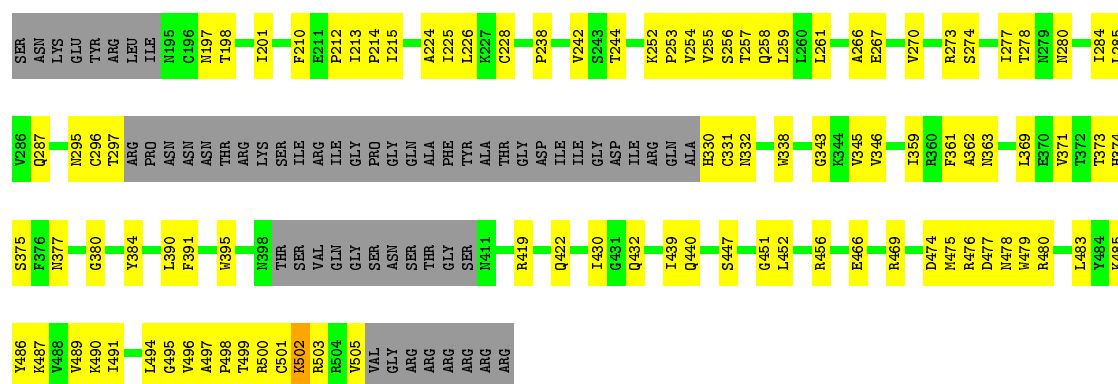 SER ASN LYS GLU TYR ARG LEU ILE N195 C196 N197 T198 I201 F210 E211 P212 I213 P214 I215 A224 I225 L226 K227 C228 P238 V242 S243 T244 K252 P253 V254 V255 S256 T257 Q258 L259 L260 L261 A266 E267 V270 R273 S274 I277 T278 N279 N280 I284 L285
V286 Q287 N295 C296 T297 ARG PRO ASN ASN ASN THR ARG LYS SER ILE ARG ILE GLY PRO GLY GLN ALA PHE TYR ALA THR GLY ASP ILE ILE GLY ASP ILE ARG GLN ALA H330 C331 N332 W338 G343 K344 V345 V346 I359 R360 F361 A362 N363 L369 E370 V371 T372 T373 H374
S375 F376 N377 G380 Y384 L390 F391 W395 N398 THR SER VAL GLN GLY SER ASN SER THR GLY SER N411 R419 Q422 I430 G431 Q432 I439 Q440 S447 G451 L452 R456 E466 R469 D474 M475 R476 D477 N478 W479 R480 L483 Y484 K485
Y486 K487 V488 V489 K490 I491 L494 G495 V496 A497 P498 T499 R500 C501 K502 R503 R504 V505 VAL GLY ARG ARG ARG ARG ARG ARG